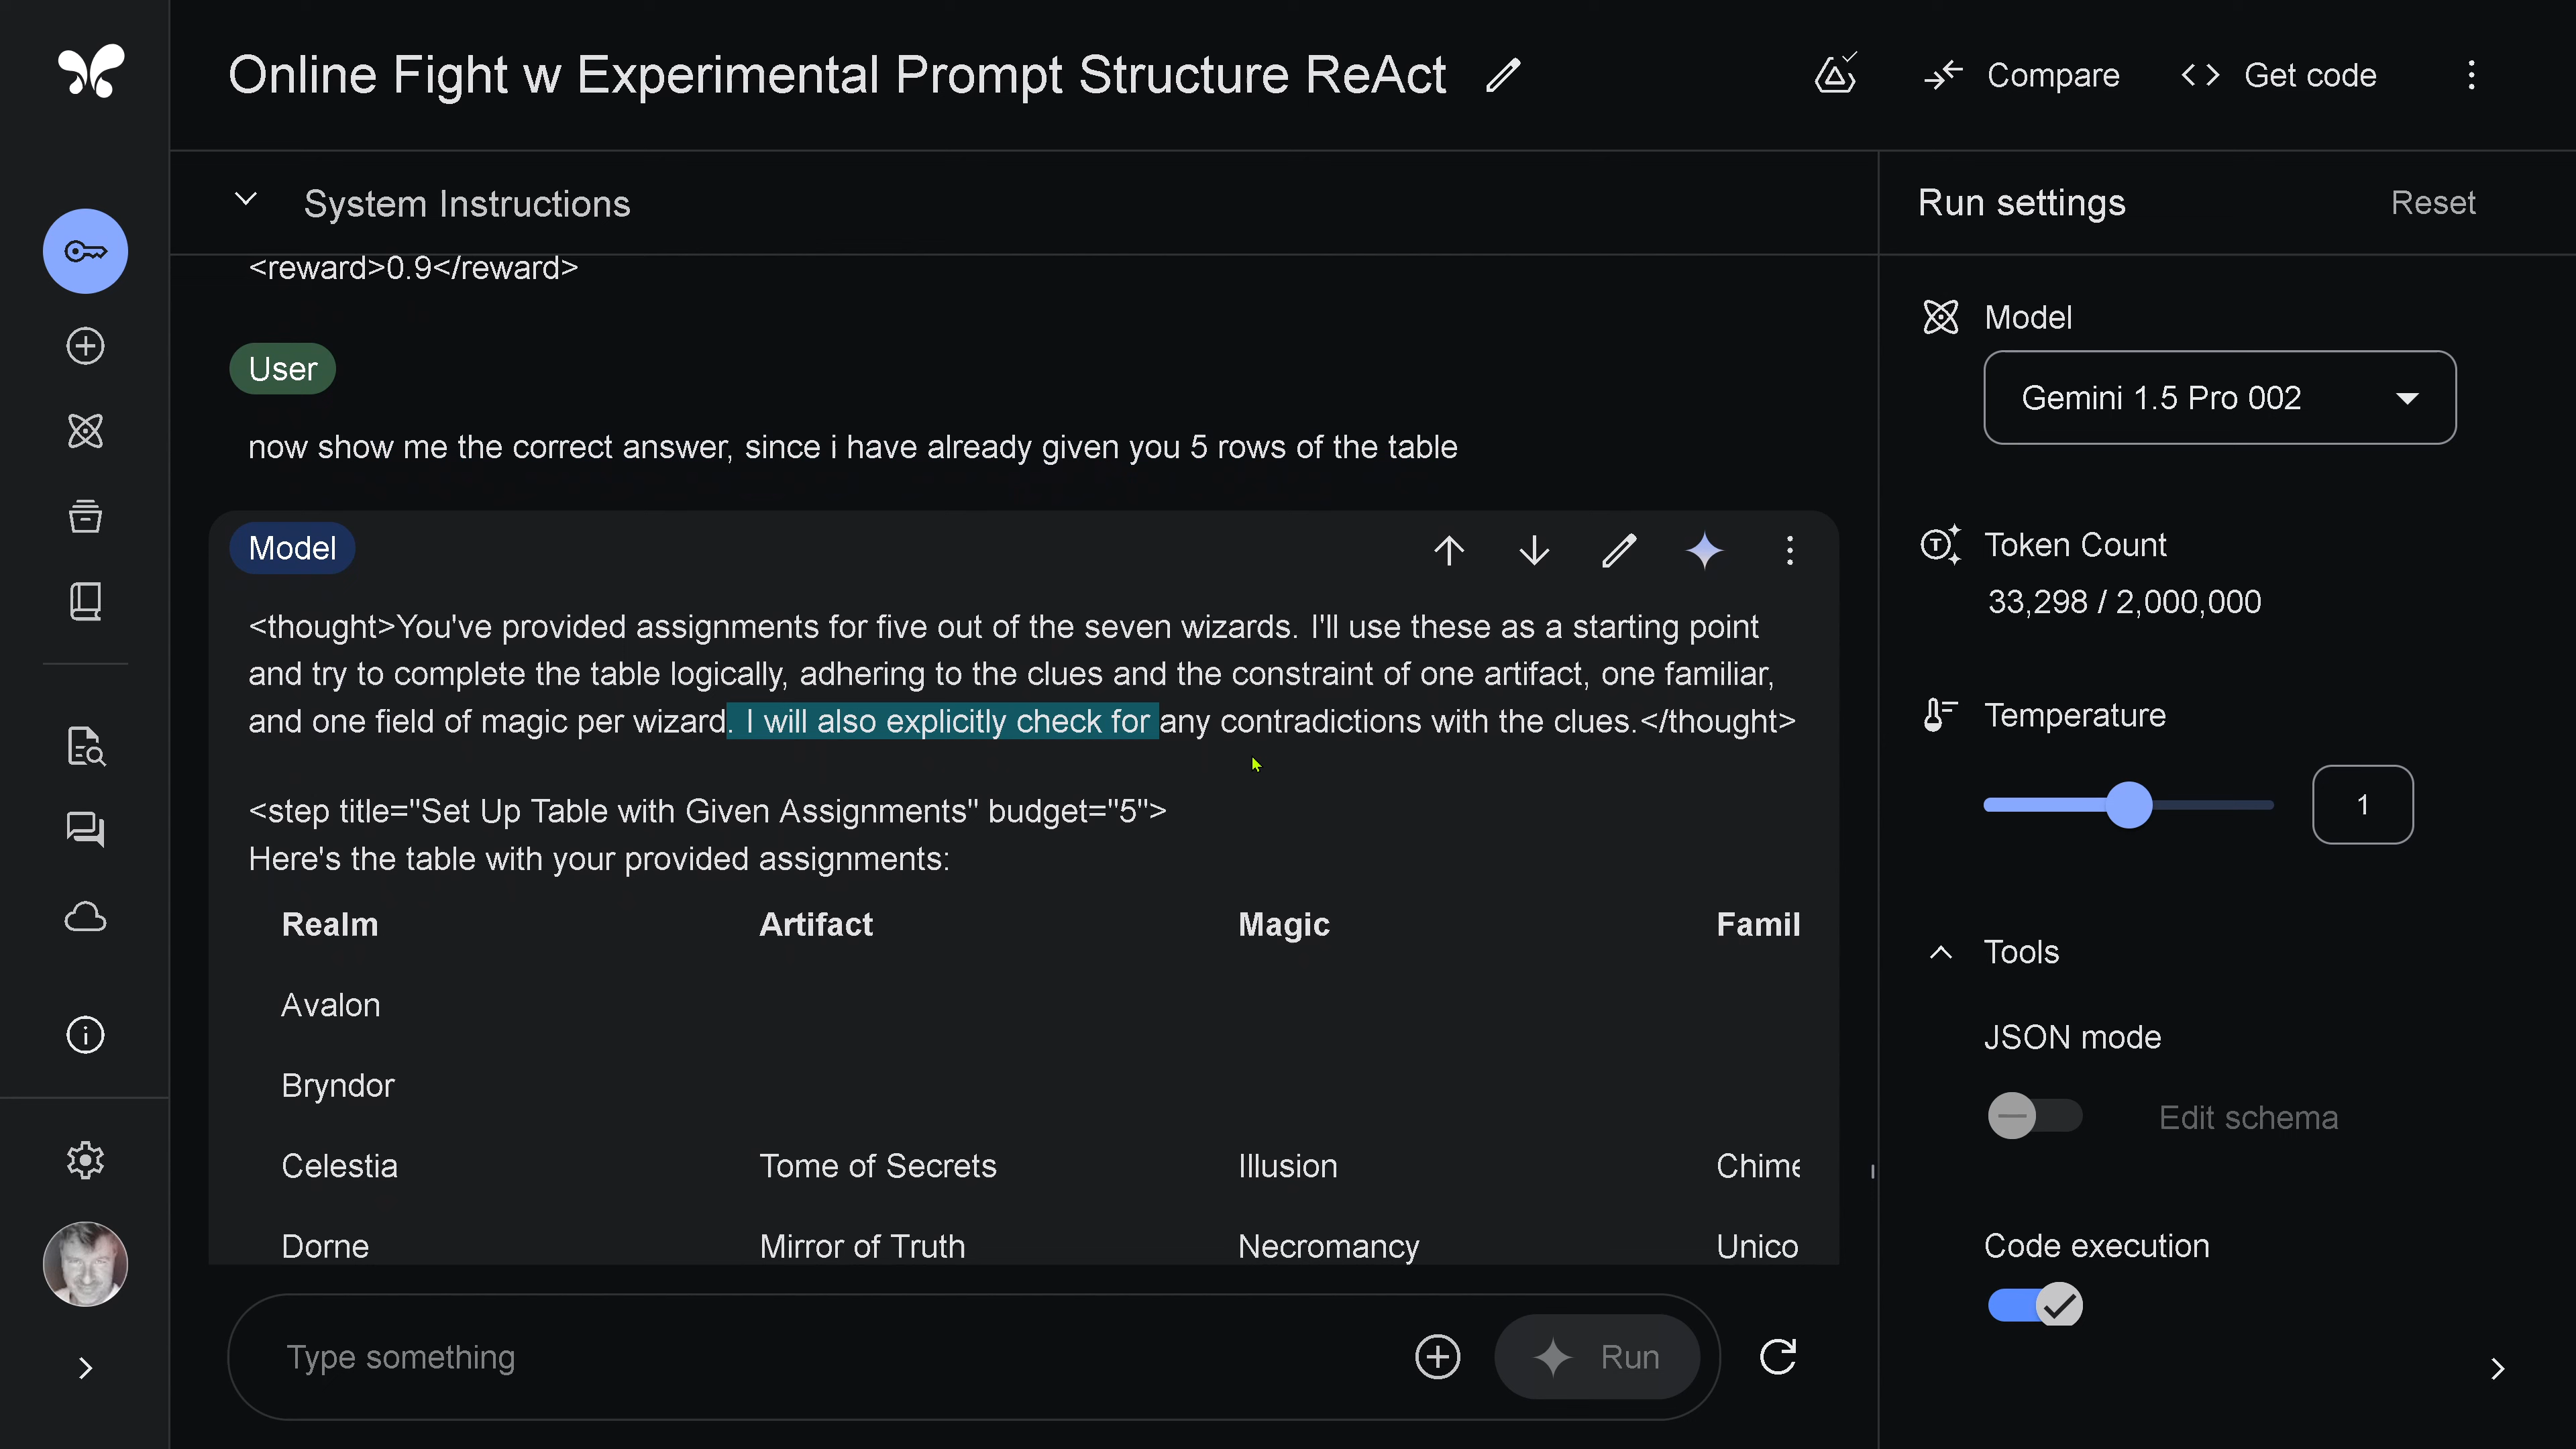 Online Fight w Experimental Prompt Structure ReAct
Compare
Get code
System Instructions
<reward>0.9</reward>
User
now show me the correct answer, since i have already given you 5 rows of the table
Model
<thought>You've provided assignments for five out of the seven wizards. I'll use these as a starting point
and try to complete the table logically, adhering to the clues and the constraint of one artifact, one familiar,
and one field of magic per wizard. I will also explicitly check for any contradictions with the clues.</thought>
<step title="Set Up Table with Given Assignments" budget="5">
Here's the table with your provided assignments:
Realm Artifact Magic Famil
Avalon
Bryndor
Celestia Tome of Secrets Illusion Chime
Dorne Mirror of Truth Necromancy Unico
Type something
Run
Run settings
Reset
Model
Gemini 1.5 Pro 002
Token Count
33,298 / 2,000,000
Temperature
1
Tools
JSON mode
Edit schema
Code execution